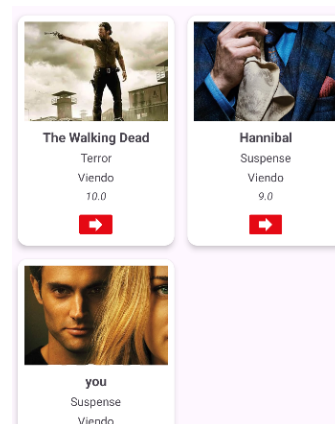 The Walking Dead
Terror
Viendo
10.0
Hannibal
Suspense
Viendo
9.0
you
Suspense
Viendo